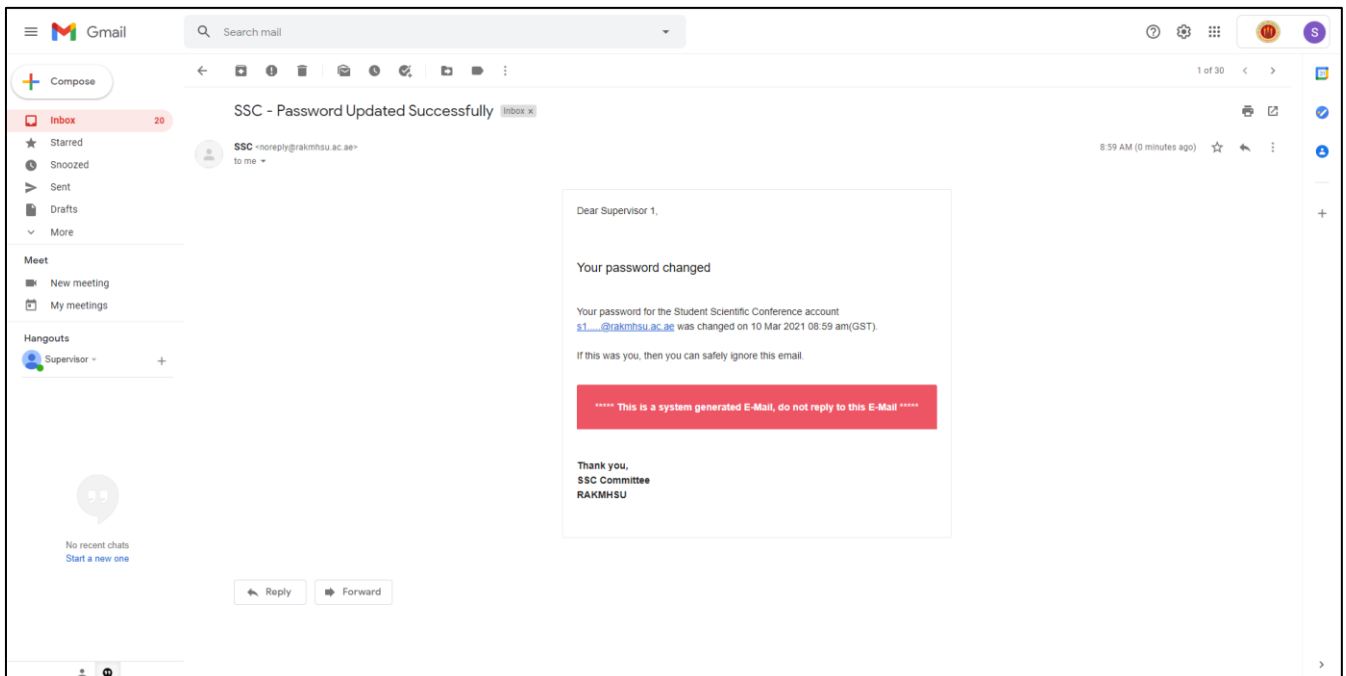 Gmail
Search mail
S
Compose
1 of 30
Inbox 20
SSC - Password Updated Successfully Inbox x
Starred
SSC <noreply@rakmhsu.ac.ae> 8:59 AM (0 minutes ago)
to me
Snoozed
Sent
Drafts
More
Meet
New meeting
My meetings
Hangouts
Supervisor
No recent chats
Start a new one
Dear Supervisor 1,
Your password changed
Your password for the Student Scientific Conference account
s1.....@rakmhsu.ac.ae was changed on 10 Mar 2021 08:59 am(GST).
If this was you, then you can safely ignore this email.
***** This is a system generated E-Mail, do not reply to this E-Mail *****
Thank you,
SSC Committee
RAKMHSU
Reply Forward